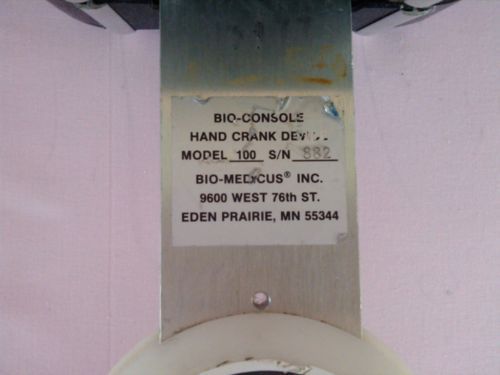 BIO-CONSOLE
HAND CRANK
MODEL 100 S/N 882
BIO-MEDICUS® INC.
9600 WEST 76th ST.
EDEN PRAIRIE, MN 55344